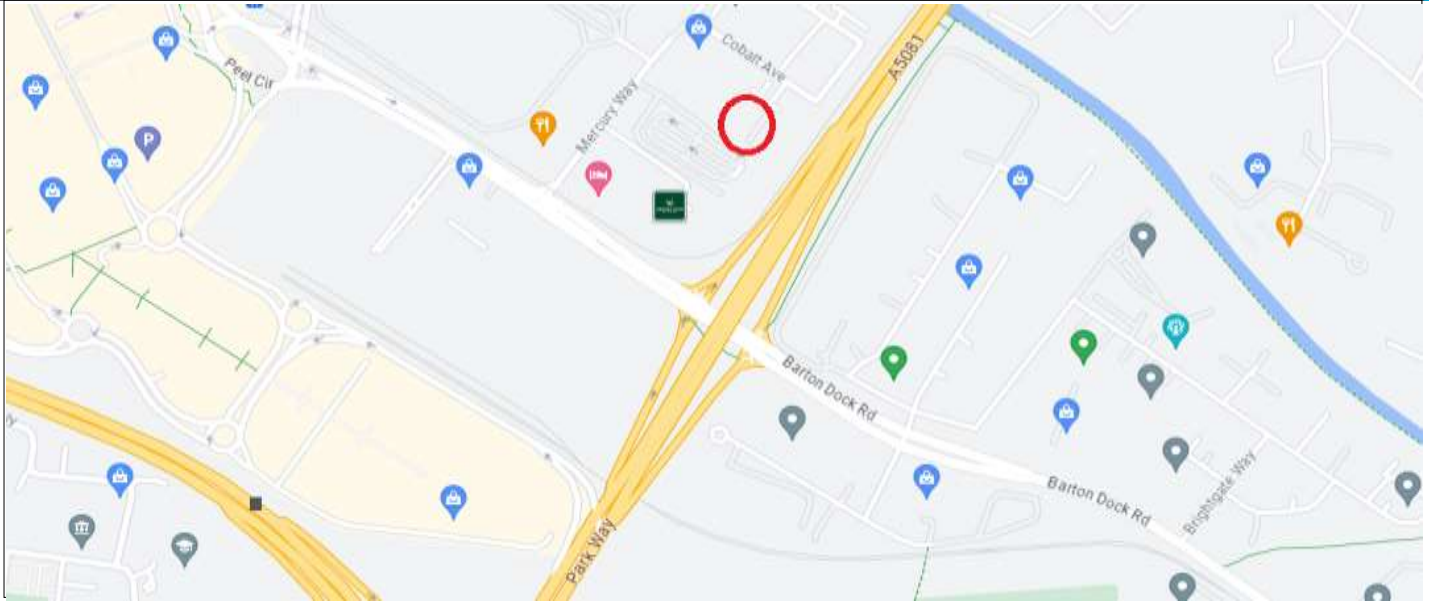 Cobalt Ave
A5081
Peel Cir
Mercury Way
P
Barton Dock Rd
Barton Dock Rd
Brightgate Way
Park Way